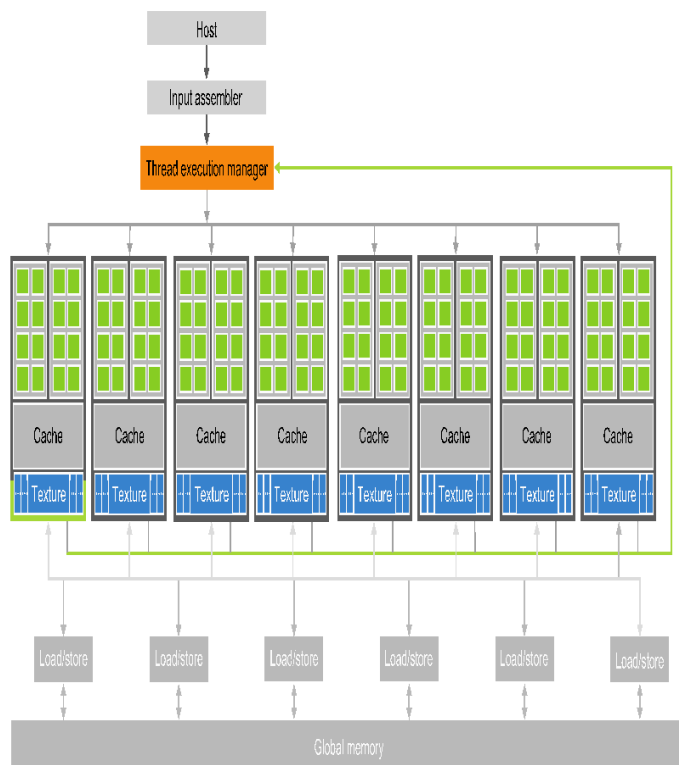 Host
Input assembler
Thread execution manager
Cache Cache Cache Cache Cache Cache Cache Cache
Texture Texture Texture Texture Texture Texture Texture Texture
Load/store Load/store Load/store Load/store Load/store Load/store
Global memory